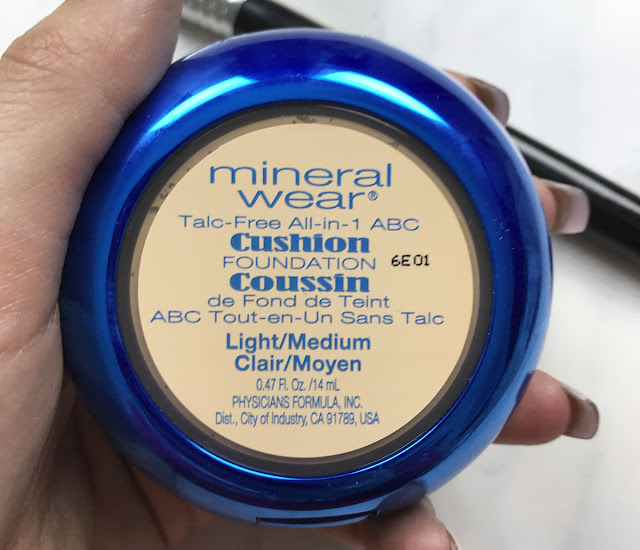 mineral
wear®
Talc-Free All-in-1 ABC
Cushion
FOUNDATION 6E01
Coussin
de Fond de Teint
ABC Tout-en-Un Sans Talc
Light/Medium
Clair/Moyen
0.47 Fl. Oz. /14 mL
PHYSICIANS FORMULA, INC.
Dist., City of Industry, CA 91789, USA